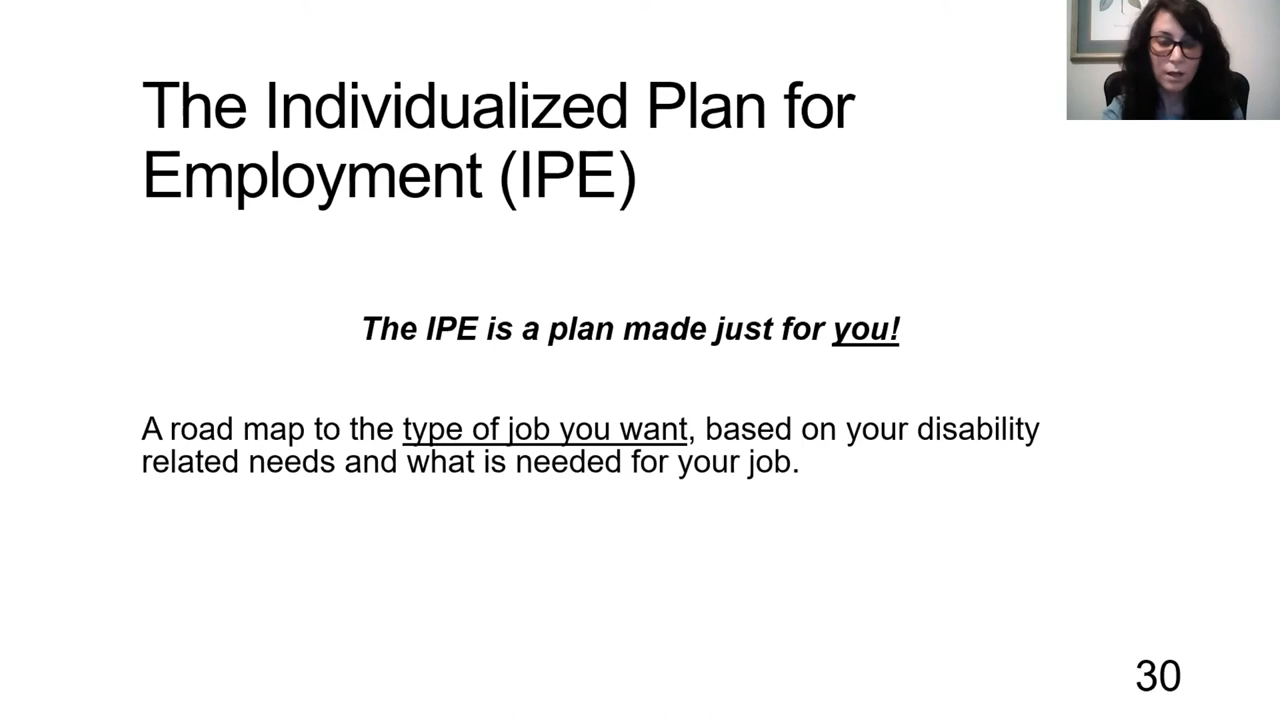 The Individualized Plan for
Employment (IPE)
The IPE is a plan made just for you!
A road map to the type of job you want, based on your disability
related needs and what is needed for your job.
30